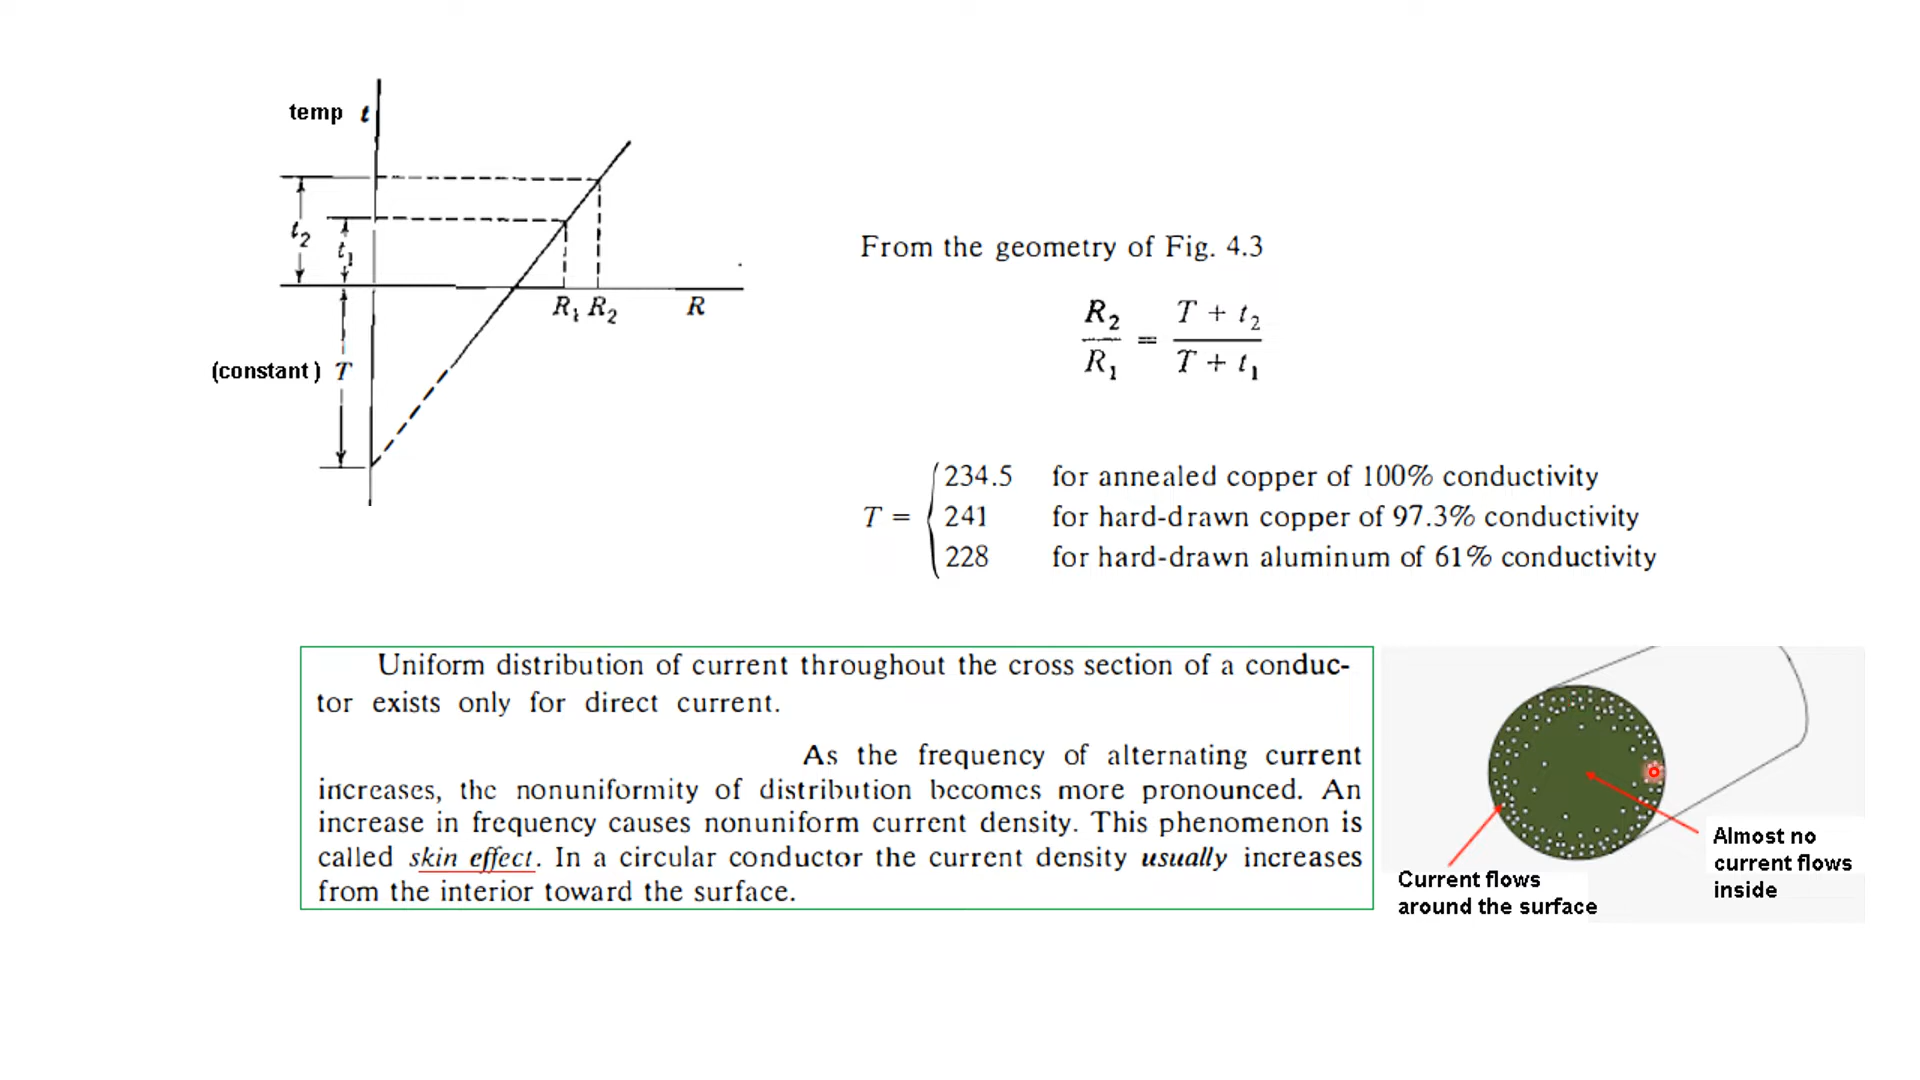 temp t
t2
t1
R1 R2 R
(constant) T
From the geometry of Fig. 4.3
R2 / R1 = T + t2 / T + t1
T = { 234.5 for annealed copper of 100% conductivity
241 for hard-drawn copper of 97.3% conductivity
228 for hard-drawn aluminum of 61% conductivity
Uniform distribution of current throughout the cross section of a conduc-
tor exists only for direct current.
As the frequency of alternating current
increases, the nonuniformity of distribution becomes more pronounced. An
increase in frequency causes nonuniform current density. This phenomenon is
called skin effect. In a circular conductor the current density usually increases
from the interior toward the surface.
Current flows
around the surface
Almost no
current flows
inside